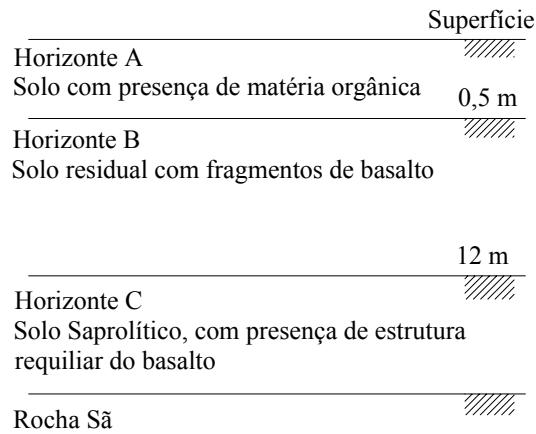 Superfície
Horizonte A
Solo com presença de matéria orgânica
0,5 m
Horizonte B
Solo residual com fragmentos de basalto
12 m
Horizonte C
Solo Saprolítico, com presença de estrutura
requiliar do basalto
Rocha Sã